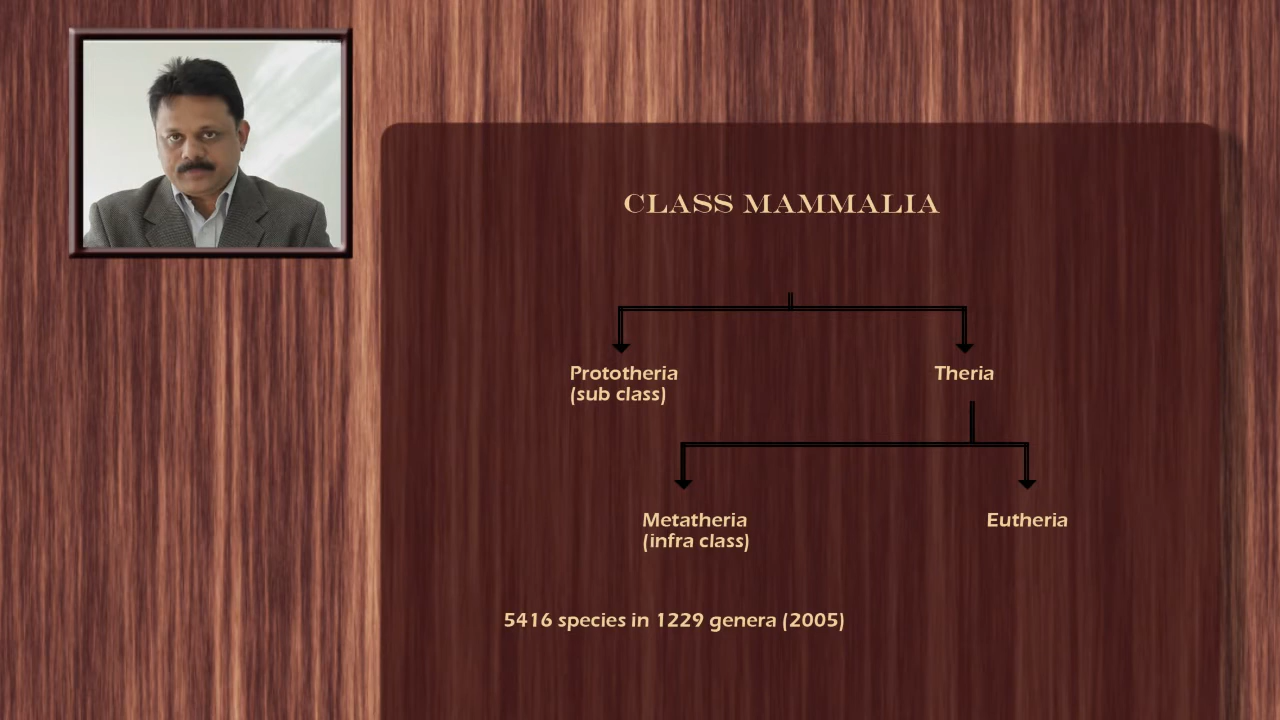 CLASS MAMMALIA
Prototheria
(sub class)
Theria
Metatheria
(infra class)
Eutheria
5416 species in 1229 genera (2005)